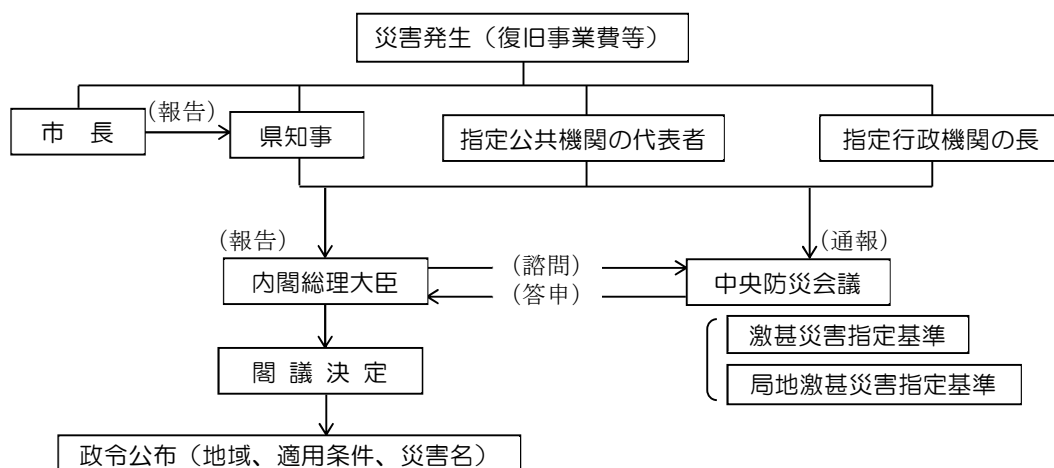 災害発生（復旧事業費等）
市　長
（報告）
県知事
指定公共機関の代表者
指定行政機関の長
（報告）
（通報）
内閣総理大臣
（諮問）
（答申）
中央防災会議
激甚災害指定基準
閣 議 決 定
局地激甚災害指定基準
政令公布（地域、適用条件、災害名）